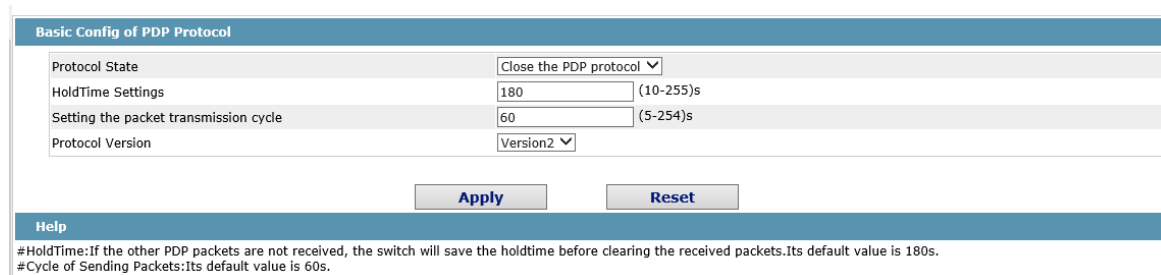 Basic Config of PDP Protocol
Protocol State Close the PDP protocol
HoldTime Settings 180 (10-255)s
Setting the packet transmission cycle 60 (5-254)s
Protocol Version Version2
Apply Reset
Help
#HoldTime:If the other PDP packets are not received, the switch will save the holdtime before clearing the received packets.Its default value is 180s.
#Cycle of Sending Packets:Its default value is 60s.